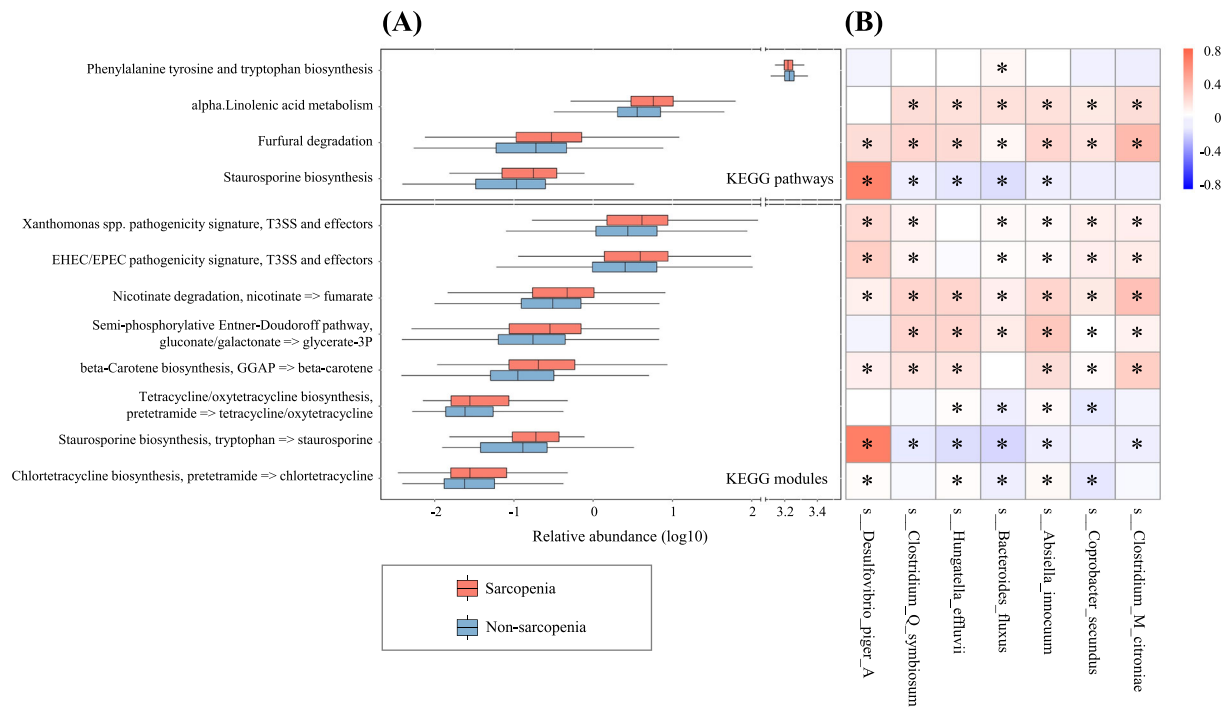 (A)
(B)
Phenylalanine tyrosine and tryptophan biosynthesis
alpha.Linolenic acid metabolism
Furfural degradation
Staurosporine biosynthesis
KEGG pathways
Xanthomonas spp. pathogenicity signature, T3SS and effectors
EHEC/EPEC pathogenicity signature, T3SS and effectors
Nicotinate degradation, nicotinate => fumarate
Semi-phosphorylative Entner-Doudoroff pathway,
gluconate/galactonate => glycerate-3P
beta-Carotene biosynthesis, GGAP => beta-carotene
Tetracycline/oxytetracycline biosynthesis,
pretetramide => tetracycline/oxytetracycline
Staurosporine biosynthesis, tryptophan => staurosporine
Chlortetracycline biosynthesis, pretetramide => chlortetracycline
KEGG modules
-2 -1 0 1 2 3.2 3.4
Relative abundance (log10)
Sarcopenia
Non-sarcopenia
*
* * * * * *
* * * * * * *
* * * * *
* * * * * *
* * * * * *
* * * * * * *
* * * * * *
* * * * * *
* * * *
* * * * * *
* * * * *
0.8
0.4
0
-0.4
-0.8
s__Desulfovibrio_piger_A
s__Clostridium_Q_symbiosum
s__Hungatella_effluvii
s__Bacteroides_fluxus
s__Absiella_innocuum
s__Coprobacter_secundus
s__Clostridium_M_citroniae